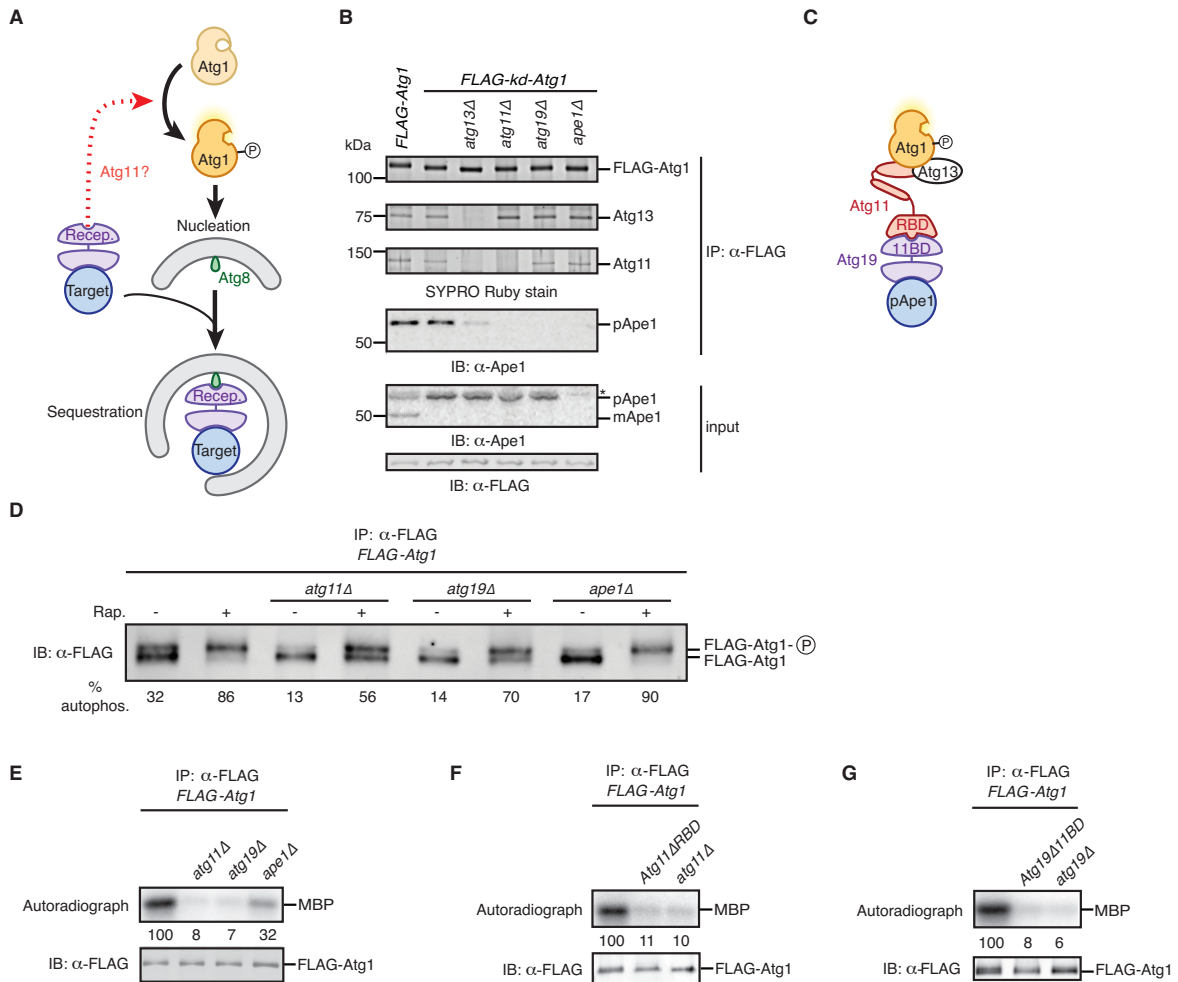 A
Atg1
Atg1
P
Atg11?
Recep.
Target
Nucleation
Atg8
Sequestration
Recep.
Target
B
FLAG-Atg1
FLAG-kd-Atg1
atg13Δ
atg11Δ
atg19Δ
ape1Δ
kDa
100
FLAG-Atg1
75
Atg13
150
Atg11
SYPRO Ruby stain
50
pApe1
IB: α-Ape1
IP: α-FLAG
*
pApe1
50
mApe1
IB: α-Ape1
IB: α-FLAG
input
C
Atg1
P
Atg13
Atg11
RBD
11BD
Atg19
pApe1
D
IP: α-FLAG
FLAG-Atg1
atg11Δ atg19Δ ape1Δ
Rap. - + - + - + - +
IB: α-FLAG
FLAG-Atg1-P
FLAG-Atg1
% autophos.
32 86 13 56 14 70 17 90
E
IP: α-FLAG
FLAG-Atg1
atg11Δ atg19Δ ape1Δ
Autoradiograph MBP
100 8 7 32
IB: α-FLAG FLAG-Atg1
F
IP: α-FLAG
FLAG-Atg1
Atg11ΔRBD atg11Δ
Autoradiograph MBP
100 11 10
IB: α-FLAG FLAG-Atg1
G
IP: α-FLAG
FLAG-Atg1
Atg19Δ11BD atg19Δ
Autoradiograph MBP
100 8 6
IB: α-FLAG FLAG-Atg1